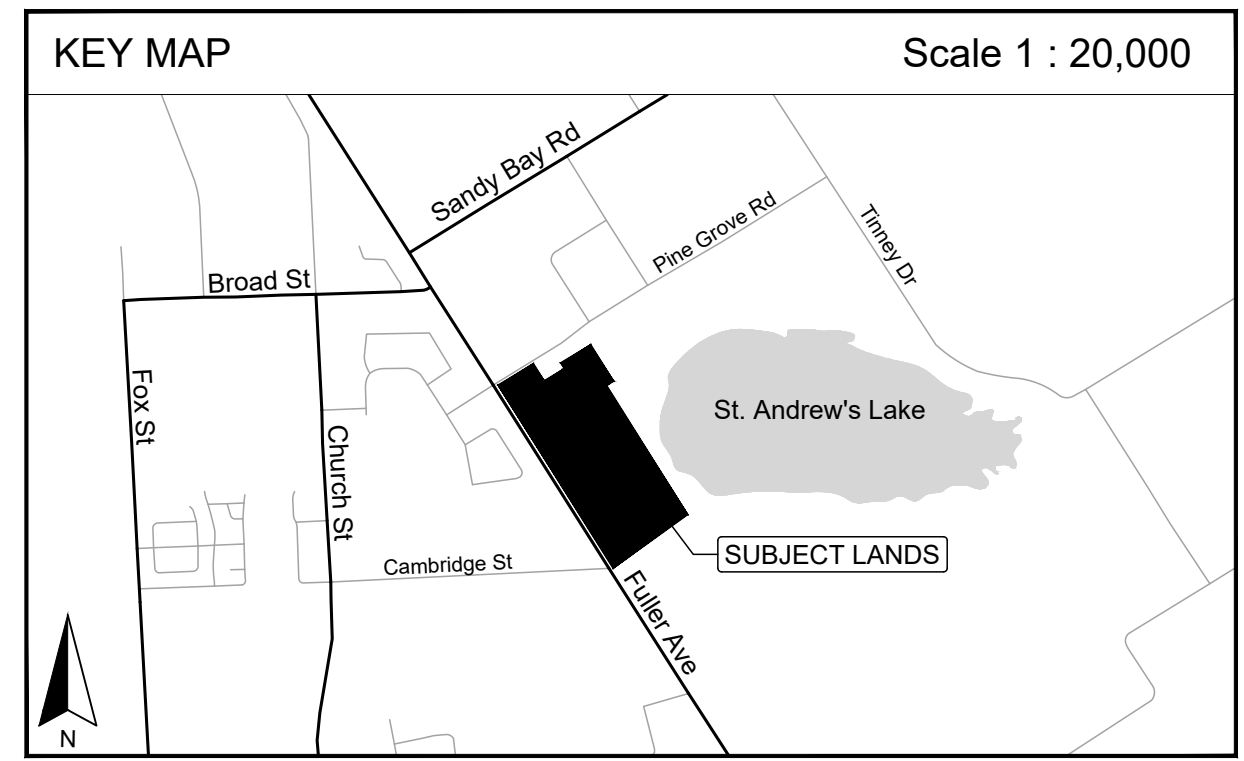 KEY MAP
Scale 1 : 20,000
Sandy Bay Rd
Pine Grove Rd
Tinney Dr
Broad St
Fox St
Church St
St. Andrew's Lake
SUBJECT LANDS
Cambridge St
Fuller Ave
N